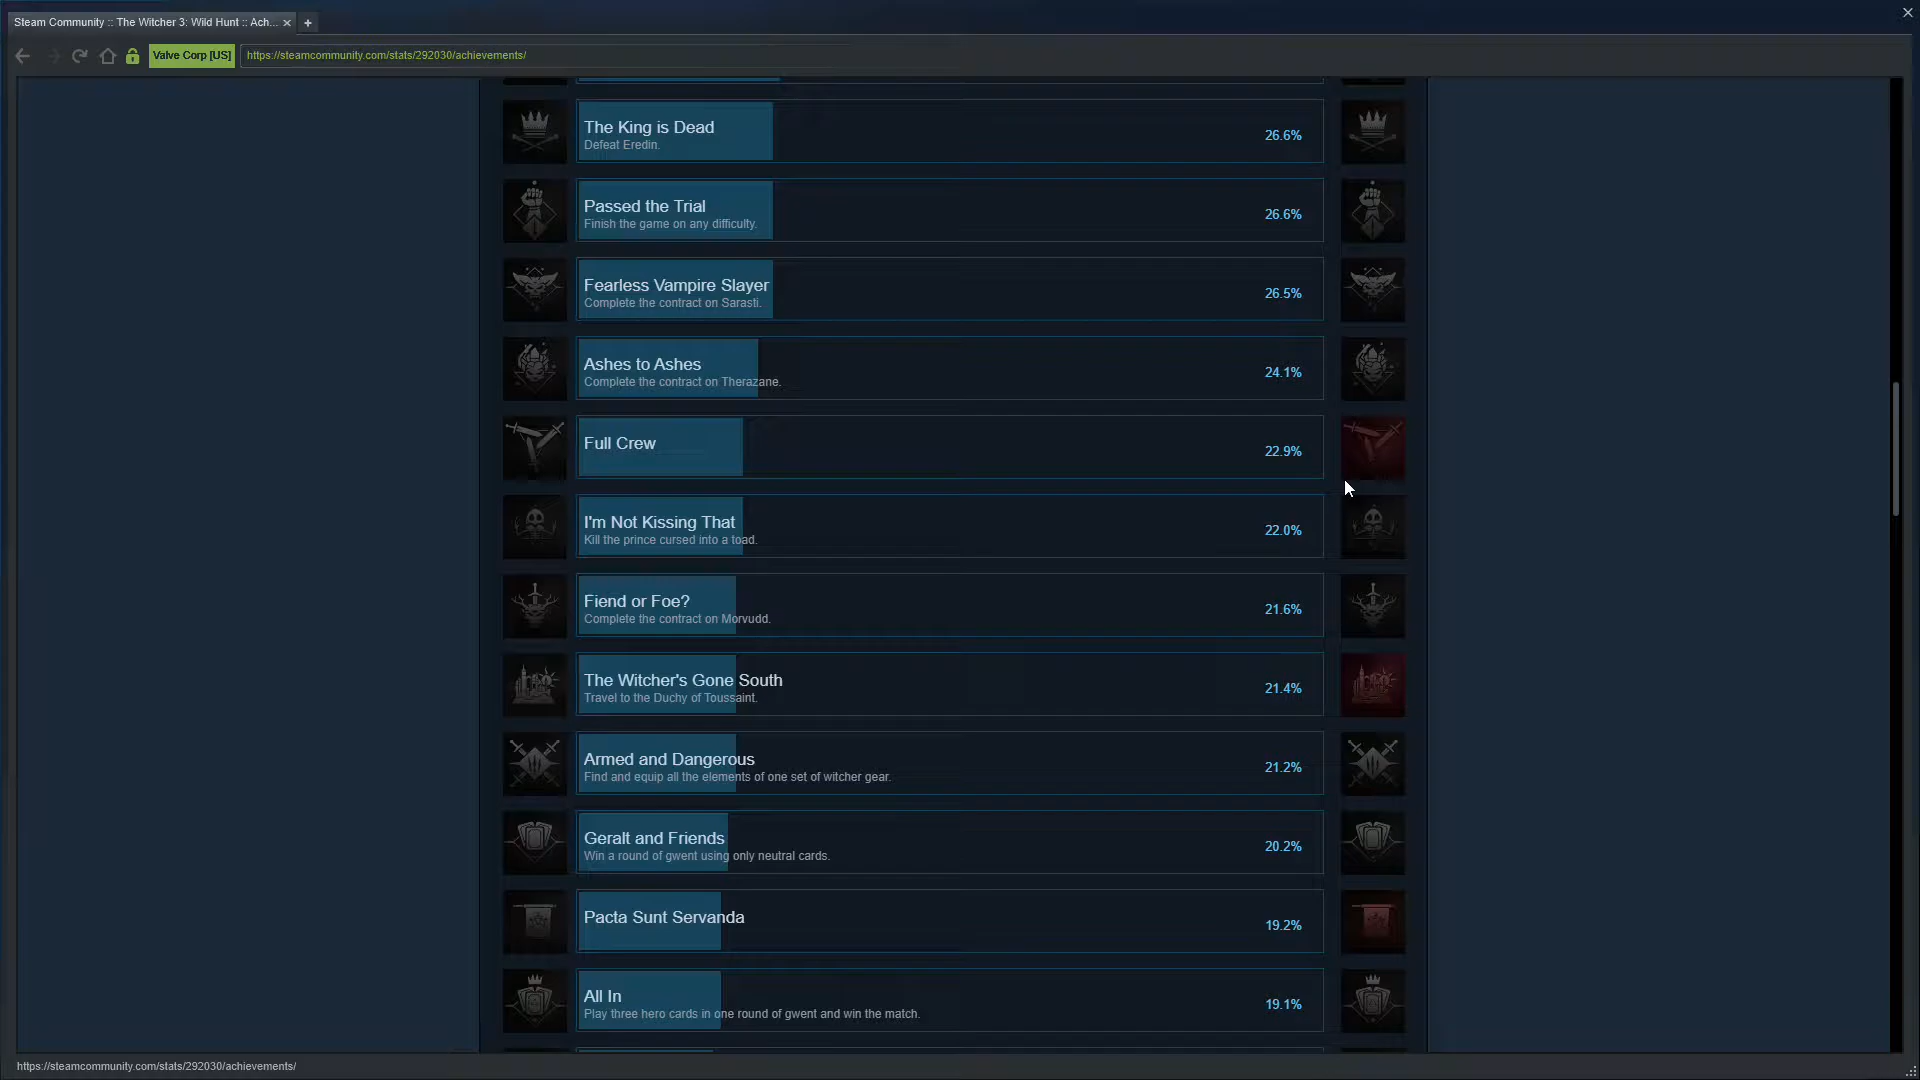 Steam Community :: The Witcher 3: Wild Hunt :: Ach...
Valve Corp [US]
https://steamcommunity.com/stats/292030/achievements/
The King is Dead
Defeat Eredin.
26.6%
Passed the Trial
Finish the game on any difficulty.
26.6%
Fearless Vampire Slayer
Complete the contract on Sarasti.
26.5%
Ashes to Ashes
Complete the contract on Therazane.
24.1%
Full Crew
22.9%
I'm Not Kissing That
Kill the prince cursed into a toad.
22.0%
Fiend or Foe?
Complete the contract on Morvudd.
21.6%
The Witcher's Gone South
Travel to the Duchy of Toussaint.
21.4%
Armed and Dangerous
Find and equip all the elements of one set of witcher gear.
21.2%
Geralt and Friends
Win a round of gwent using only neutral cards.
20.2%
Pacta Sunt Servanda
19.2%
All In
Play three hero cards in one round of gwent and win the match.
19.1%
https://steamcommunity.com/stats/292030/achievements/